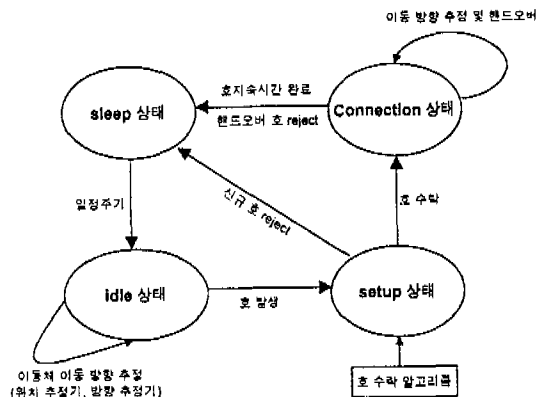 이동 방향 추정 및 핸드오버
호지속시간 완료
sleep 상태
Connection 상태
핸드오버 호 reject
일정주기
신규 호 reject
호 수락
idle 상태
호 발생
setup 상태
이동체 이동 방향 추정
(위치 추정기, 방향 추정기)
호 수락 알고리즘